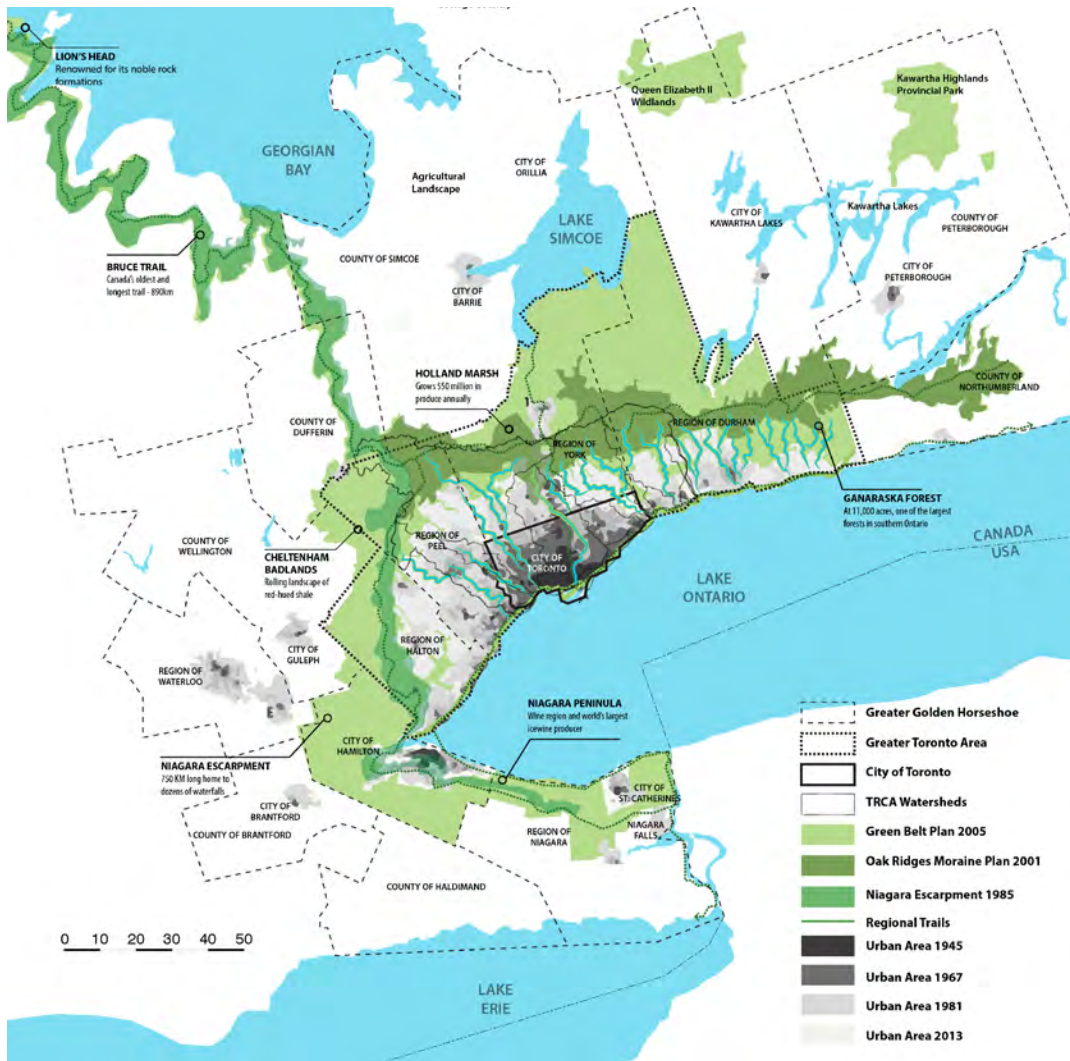 LION'S HEAD
Renowned for its noble rock
formations
GEORGIAN
BAY
Agricultural
Landscape
CITY OF
ORILLIA
Queen Elizabeth II
Wildlands
Kawartha Highlands
Provincial Park
LAKE
SIMCOE
CITY OF
KAWARTHA LAKES
Kawartha Lakes
COUNTY OF
PETERBOROUGH
CITY OF
PETERBOROUGH
BRUCE TRAIL
Canada's oldest and
longest trail - 890km
COUNTY OF SIMCOE
CITY OF
BARRIE
HOLLAND MARSH
Grows $50 million in
produce annually
COUNTY OF
NORTHUMBERLAND
COUNTY OF
DUFFERIN
REGION OF
YORK
REGION OF DURHAM
GANARASKA FOREST
At 11,000 acres, one of the largest
forests in southern Ontario
REGION OF
PEEL
COUNTY OF
WELLINGTON
CHELTENHAM
BADLANDS
Rolling landscape of
red-hued shale
CITY OF
TORONTO
CANADA
USA
LAKE
ONTARIO
REGION OF
HALTON
CITY OF
GULEPH
REGION OF
WATERLOO
E
NIAGARA PENINULA
Wine region and world's largest
icewine producer
CITY OF
HAMILTON
NIAGARA ESCARPMENT
750 KM long home to
dozens of waterfalls
CITY OF
BRANTFORD
COUNTY OF BRANTFORD
CITY OF
ST. CATHERINES
REGION OF
NIAGARA
NIAGARA
FALLS
COUNTY OF HALDIMAND
0 10 20 30 40 50
LAKE
ERIE
Greater Golden Horseshoe
Greater Toronto Area
City of Toronto
TRCA Watersheds
Green Belt Plan 2005
Oak Ridges Moraine Plan 2001
Niagara Escarpment 1985
Regional Trails
Urban Area 1945
Urban Area 1967
Urban Area 1981
Urban Area 2013